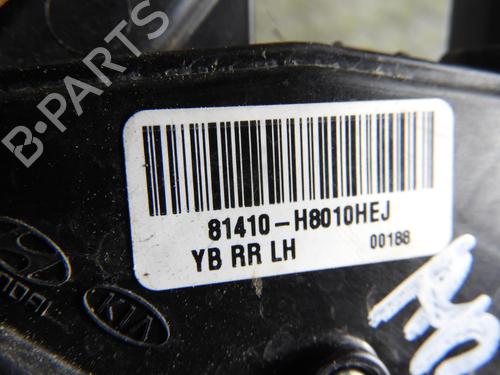 B-PARTS
81410-H8010HEJ
YB RR LH
00188
KIA